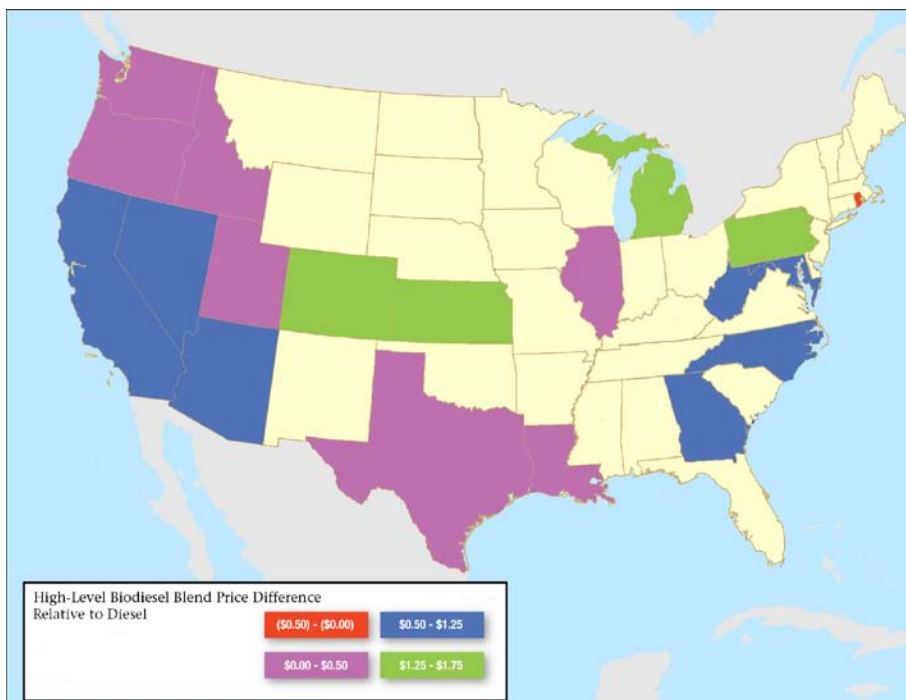 High-Level Biodiesel Blend Price Difference
Relative to Diesel
($0.50) - ($0.00)
$0.50 - $1.25
$0.00 - $0.50
$1.25 - $1.75